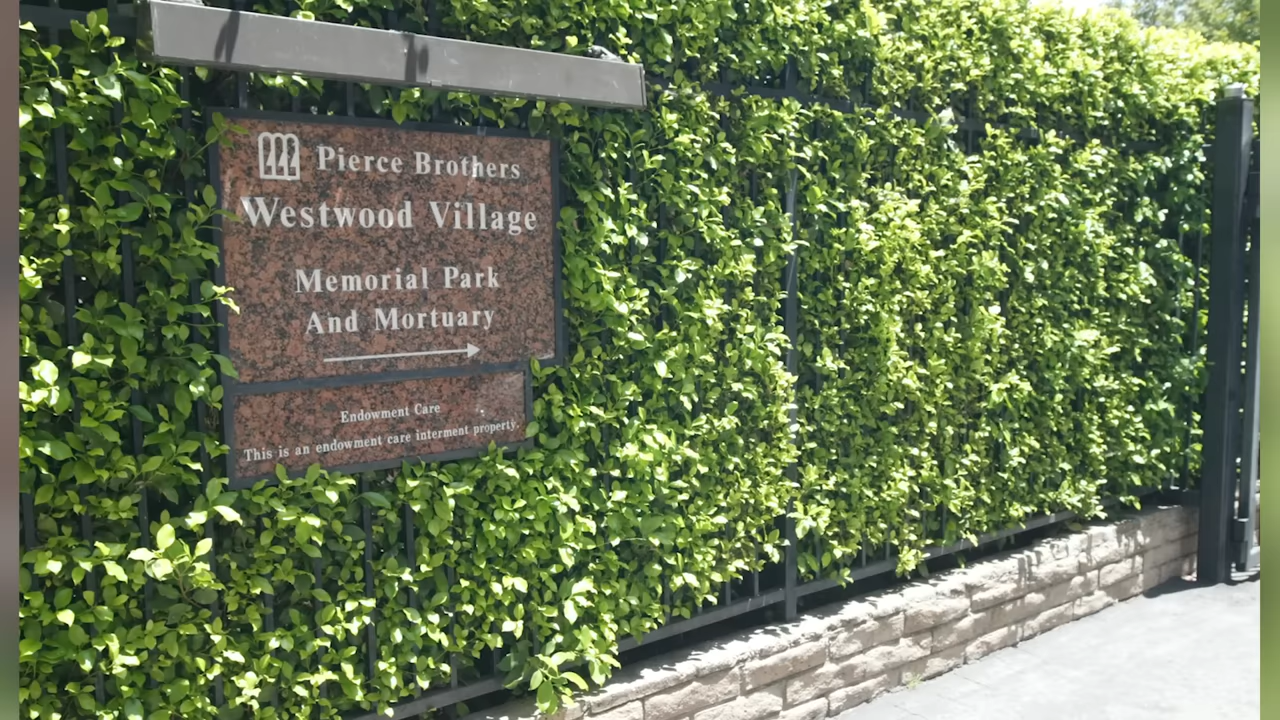 Pierce Brothers
Westwood Village
Memorial Park
And Mortuary
Endowment Care
This is an endowment care interment property.